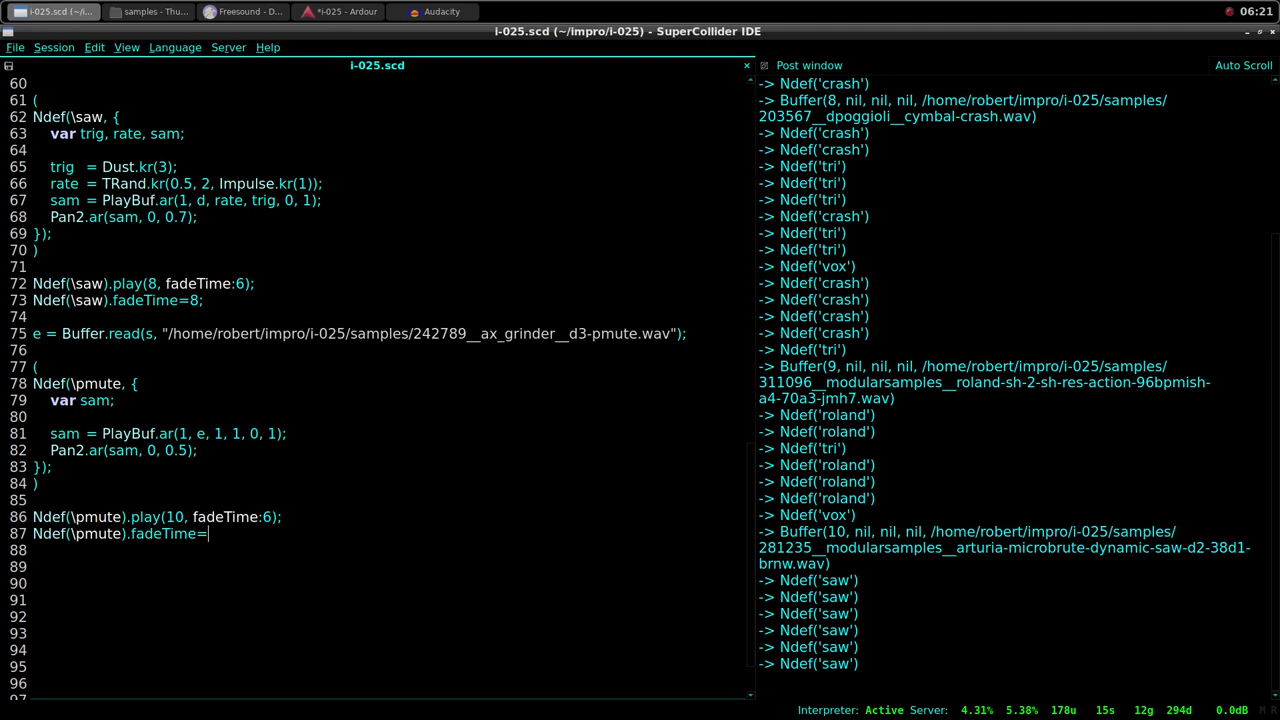 i-025.scd (~/i...
samples - Thu...
Freesound - D...
*i-025 - Ardour
Audacity
06:21
i-025.scd (~/impro/i-025) - SuperCollider IDE
File Session Edit View Language Server Help
i-025.scd
60
61 (
62 Ndef(\saw, {
63 var trig, rate, sam;
64
65 trig = Dust.kr(3);
66 rate = TRand.kr(0.5, 2, Impulse.kr(1));
67 sam = PlayBuf.ar(1, d, rate, trig, 0, 1);
68 Pan2.ar(sam, 0, 0.7);
69 });
70 )
71
72 Ndef(\saw).play(8, fadeTime:6);
73 Ndef(\saw).fadeTime=8;
74
75 e = Buffer.read(s, "/home/robert/impro/i-025/samples/242789__ax_grinder__d3-pmute.wav");
76
77 (
78 Ndef(\pmute, {
79 var sam;
80
81 sam = PlayBuf.ar(1, e, 1, 1, 0, 1);
82 Pan2.ar(sam, 0, 0.5);
83 });
84 )
85
86 Ndef(\pmute).play(10, fadeTime:6);
87 Ndef(\pmute).fadeTime=
88
89
90
91
92
93
94
95
96
97
Post window
Auto Scroll
-> Ndef('crash')
-> Buffer(8, nil, nil, nil, /home/robert/impro/i-025/samples/
203567__dpoggioli__cymbal-crash.wav)
-> Ndef('crash')
-> Ndef('crash')
-> Ndef('tri')
-> Ndef('tri')
-> Ndef('tri')
-> Ndef('crash')
-> Ndef('tri')
-> Ndef('tri')
-> Ndef('vox')
-> Ndef('crash')
-> Ndef('crash')
-> Ndef('crash')
-> Ndef('crash')
-> Ndef('tri')
-> Buffer(9, nil, nil, nil, /home/robert/impro/i-025/samples/
311096__modularsamples__roland-sh-2-sh-res-action-96bpmish-
a4-70a3-jmh7.wav)
-> Ndef('roland')
-> Ndef('roland')
-> Ndef('tri')
-> Ndef('roland')
-> Ndef('roland')
-> Ndef('roland')
-> Ndef('vox')
-> Buffer(10, nil, nil, nil, /home/robert/impro/i-025/samples/
281235__modularsamples__arturia-microbrute-dynamic-saw-d2-38d1-
brnw.wav)
-> Ndef('saw')
-> Ndef('saw')
-> Ndef('saw')
-> Ndef('saw')
-> Ndef('saw')
-> Ndef('saw')
Interpreter: Active Server: 4.31% 5.38% 178u 15s 12g 294d 0.0dB M R